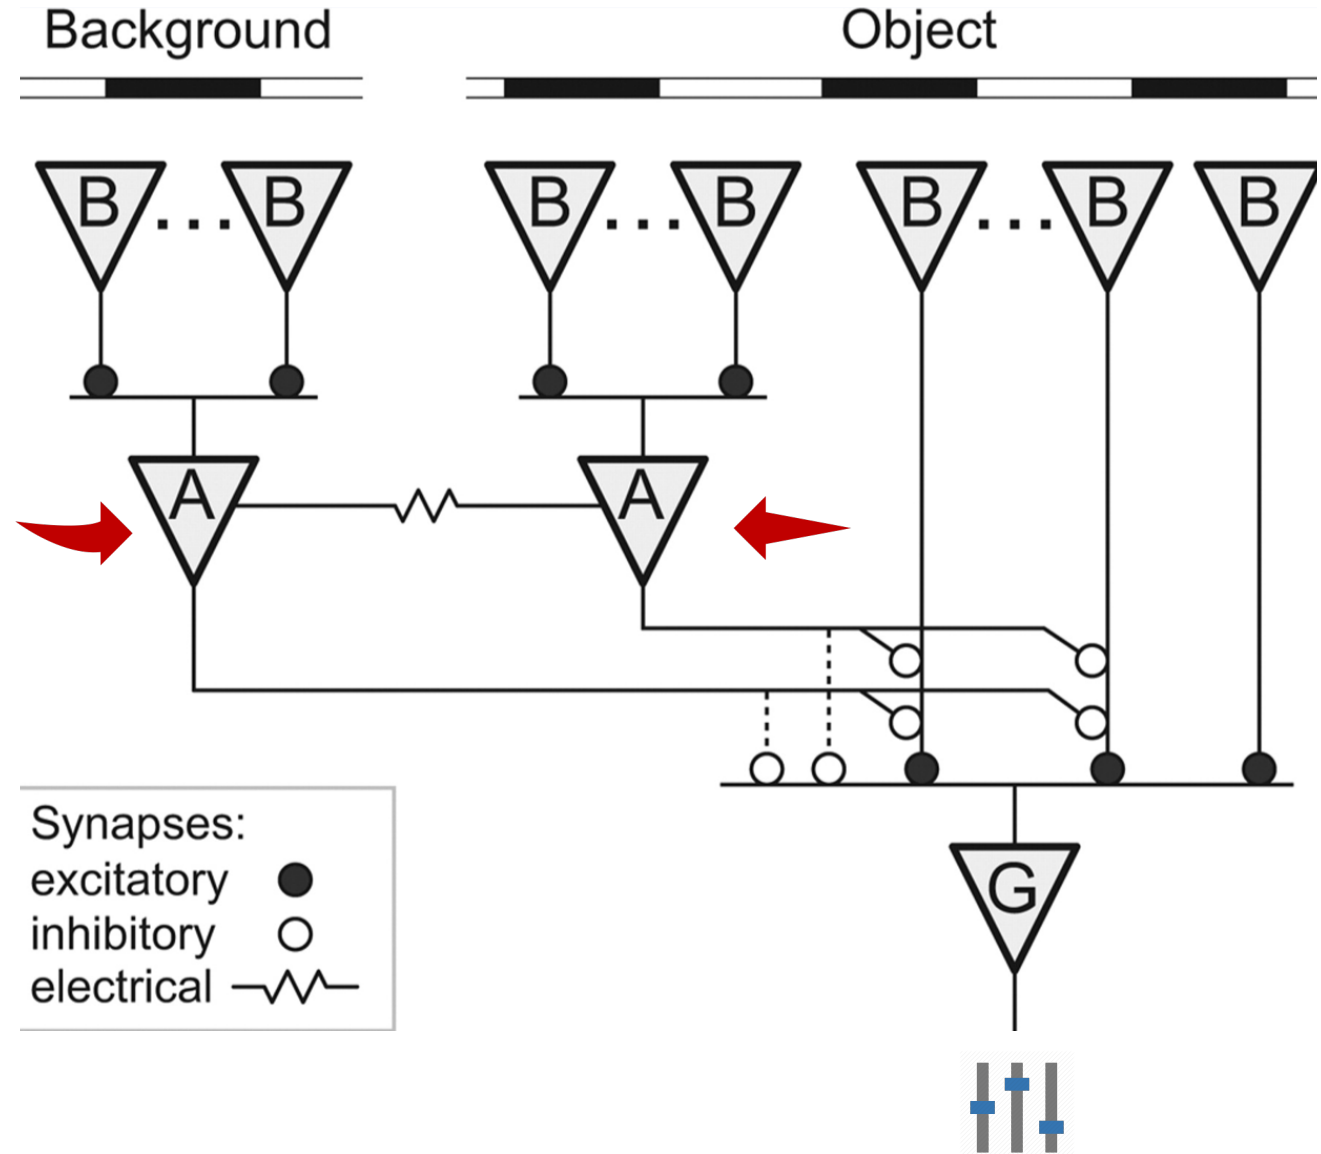 Background Object
B ... B B ... B B ... B B
A A
G
Synapses:
excitatory
inhibitory
electrical